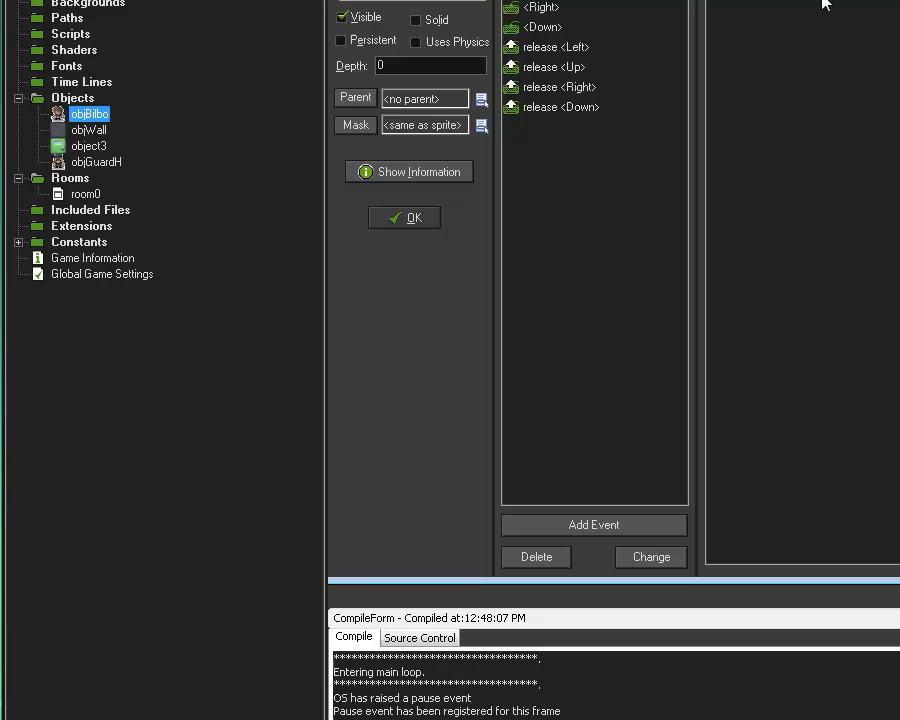 Backgrounds
Paths
Scripts
Shaders
Fonts
Time Lines
Objects
objBilbo
objWall
object3
objGuardH
Rooms
room0
Included Files
Extensions
Constants
Game Information
Global Game Settings
Visible
Solid
Persistent
Uses Physics
Depth: 0
Parent <no parent>
Mask <same as sprite>
Show Information
OK
<Right>
<Down>
release <Left>
release <Up>
release <Right>
release <Down>
Add Event
Delete
Change
CompileForm - Compiled at:12:48:07 PM
Compile
Source Control
***********************************.
Entering main loop.
***********************************.
OS has raised a pause event
Pause event has been registered for this frame